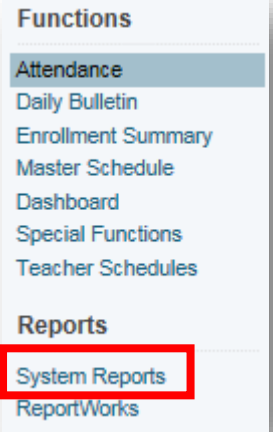 Functions
Attendance
Daily Bulletin
Enrollment Summary
Master Schedule
Dashboard
Special Functions
Teacher Schedules
Reports
System Reports
ReportWorks